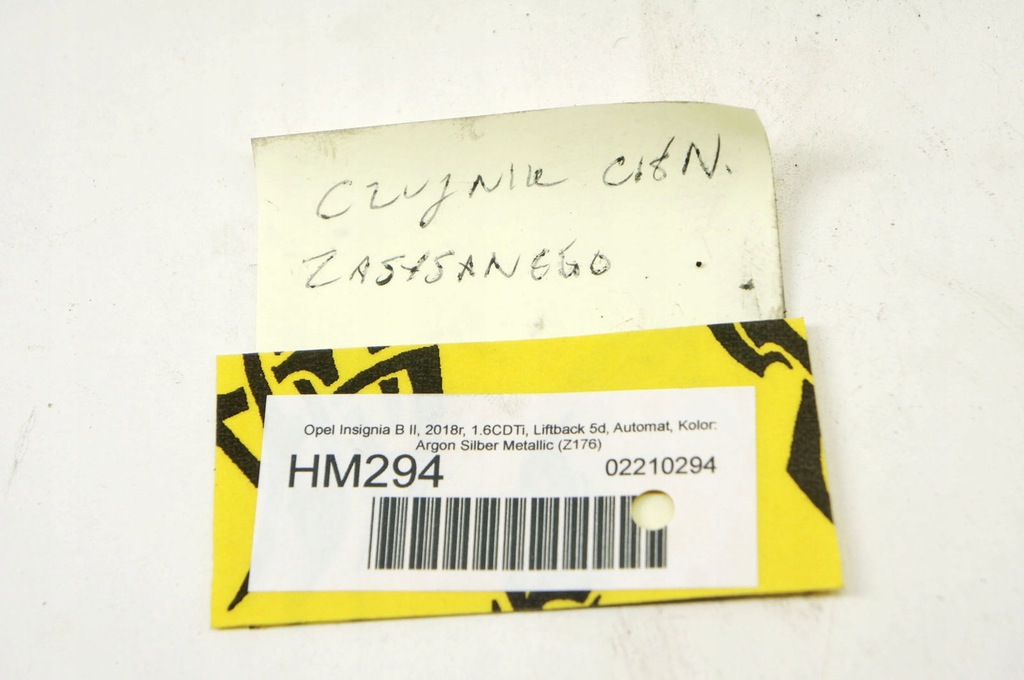 CZUJNIK CIŚN.
ZASYSANEGO
Opel Insignia B II, 2018r, 1.6CDTi, Liftback 5d, Automat, Kolor:
Argon Silber Metallic (Z176)
HM294 02210294